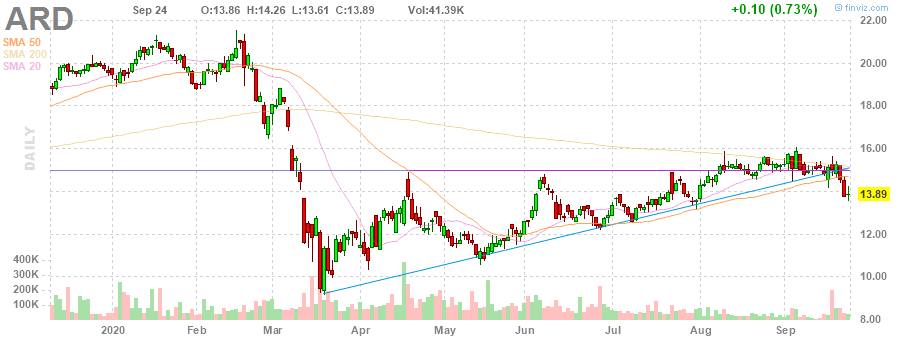 ARD
Sep 24 O:13.86 H:14.26 L:13.61 C:13.89 Vol:41.39K +0.10 (0.73%)
© finviz.com
SMA 50
SMA 200
SMA 20
DAILY
22.00
20.00
18.00
16.00
13.89
12.00
10.00
8.00
400K
300K
200K
100K
2020 Feb Mar Apr May Jun Jul Aug Sep